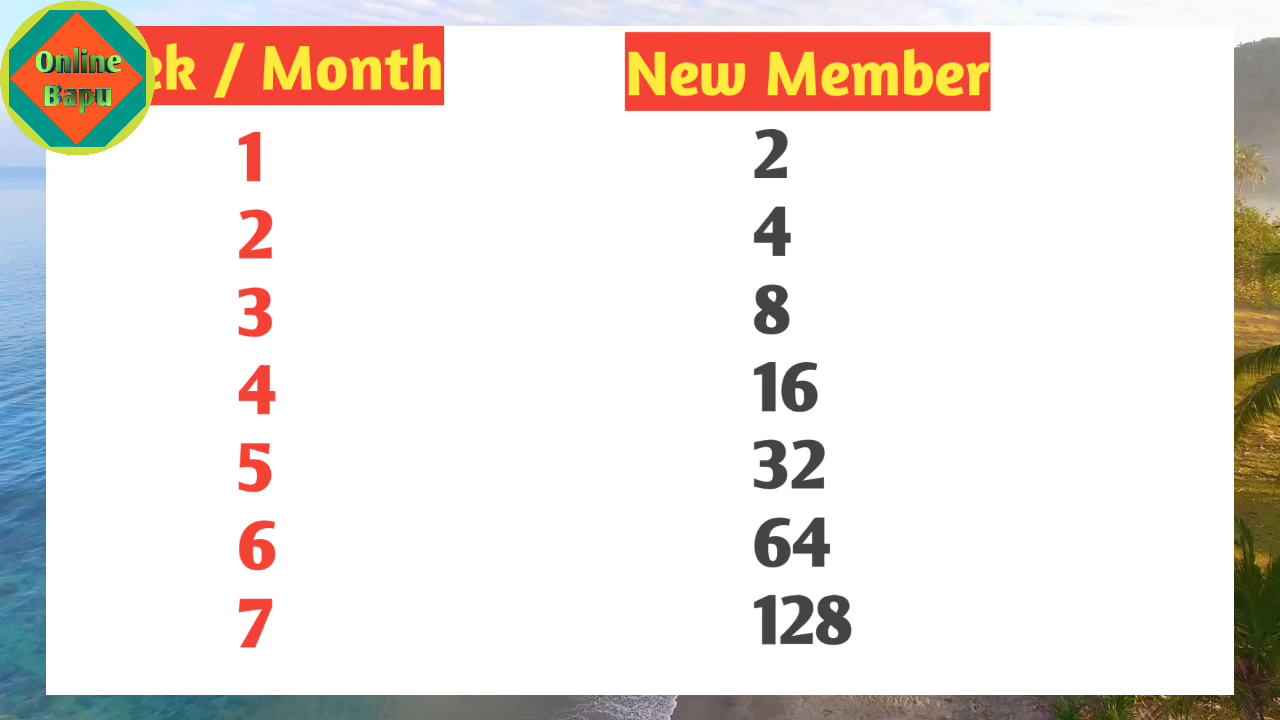 Online
Bapu
ek / Month
New Member
1 2
2 4
3 8
4 16
5 32
6 64
7 128